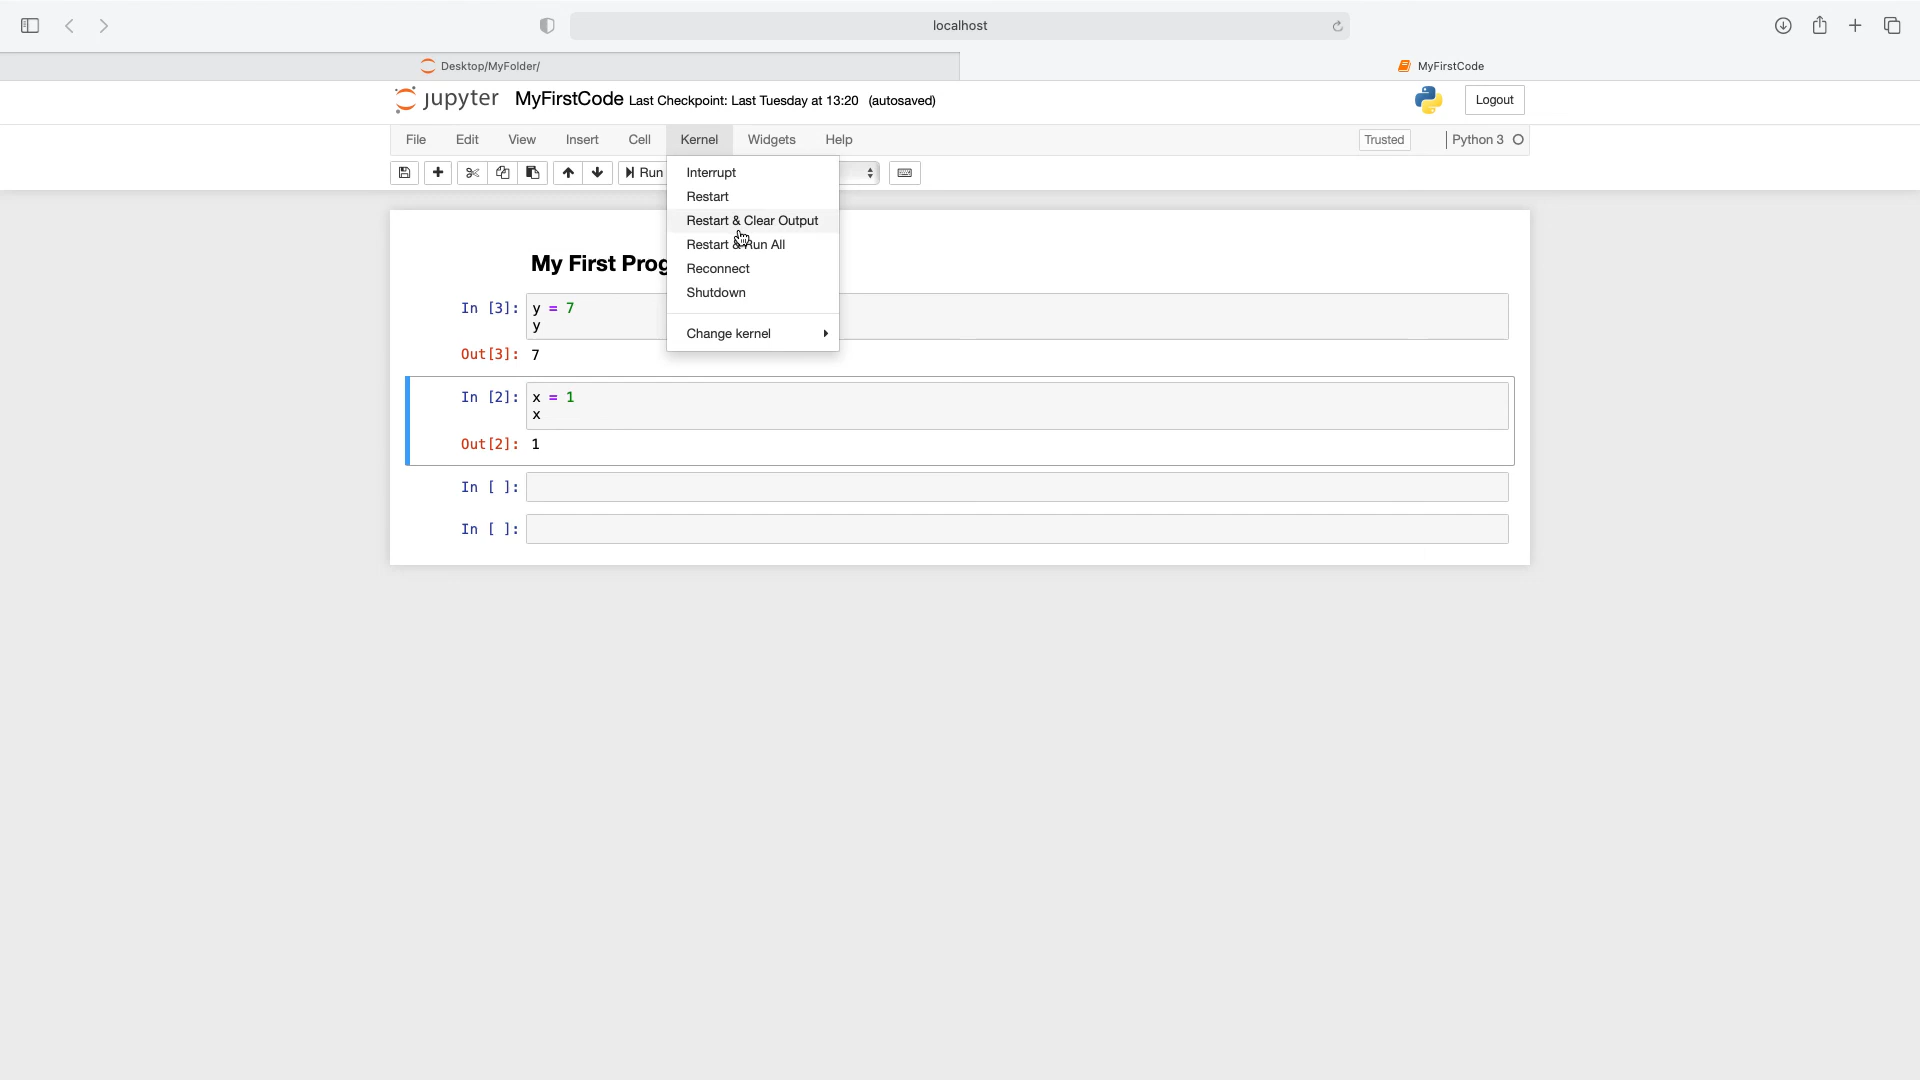 localhost
Desktop/MyFolder/
MyFirstCode
jupyter MyFirstCode Last Checkpoint: Last Tuesday at 13:20 (autosaved)
Logout
File Edit View Insert Cell Kernel Widgets Help
Trusted
Python 3
Run
Interrupt
Restart
Restart & Clear Output
Restart & Run All
Reconnect
Shutdown
Change kernel
My First Prog
In [3]: y = 7
y
Out[3]: 7
In [2]: x = 1
x
Out[2]: 1
In [ ]:
In [ ]: